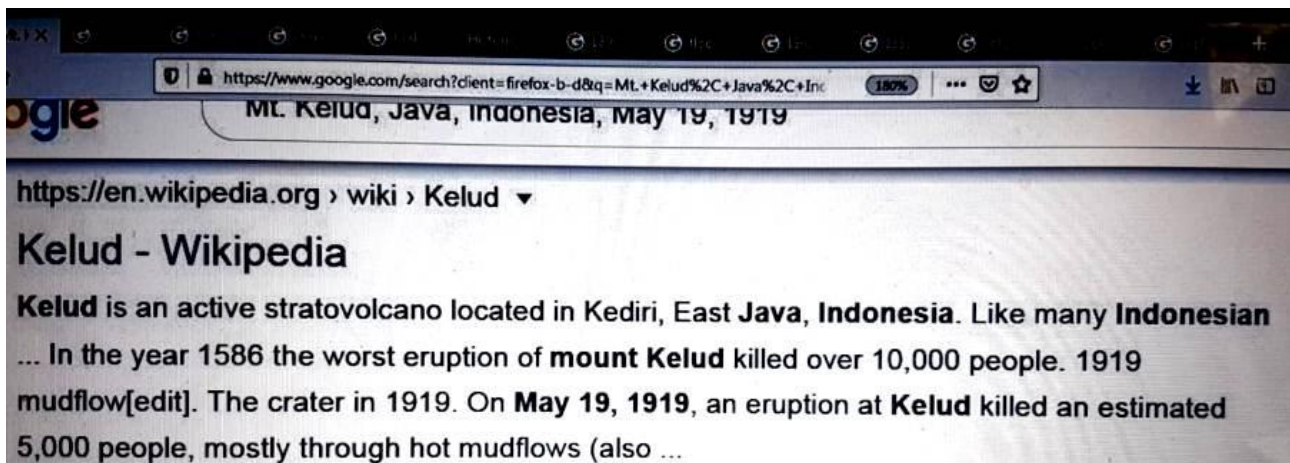 https://www.google.com/search?client=firefox-b-d&q=Mt.+Kelud%2C+Java%2C+Inc
180%
ogle
Mt. Kelud, Java, Indonesia, May 19, 1919
https://en.wikipedia.org › wiki › Kelud
Kelud - Wikipedia
Kelud is an active stratovolcano located in Kediri, East Java, Indonesia. Like many Indonesian
... In the year 1586 the worst eruption of mount Kelud killed over 10,000 people. 1919
mudflow[edit]. The crater in 1919. On May 19, 1919, an eruption at Kelud killed an estimated
5,000 people, mostly through hot mudflows (also ...